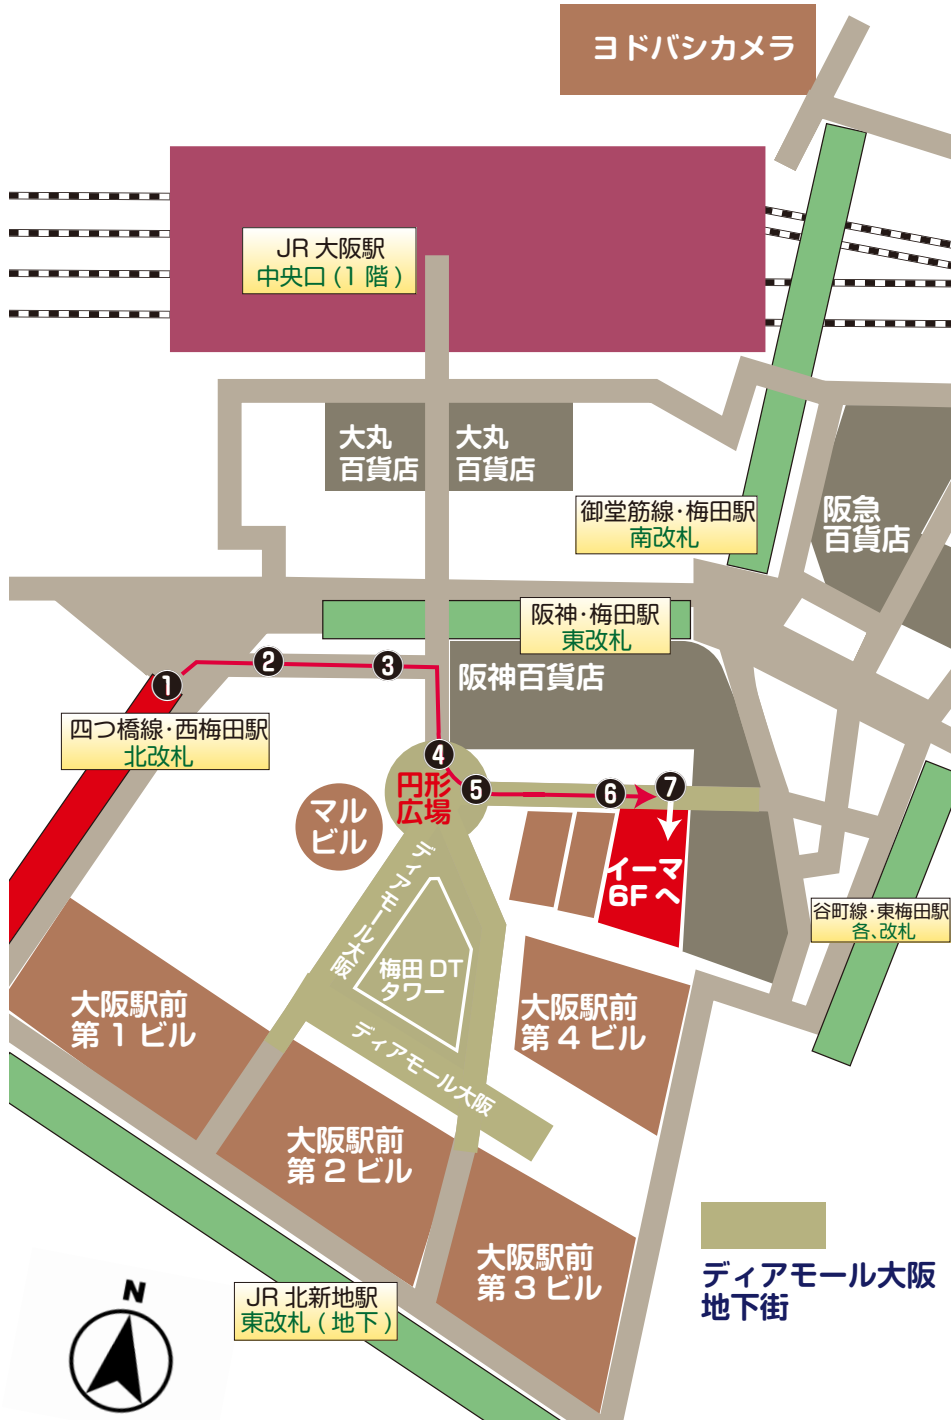 ヨドバシカメラ
JR 大阪駅
中央口 (1 階 )
大丸
百貨店
大丸
百貨店
御堂筋線・梅田駅
南改札
阪急
百貨店
阪神・梅田駅
東改札
阪神百貨店
1
2
3
四つ橋線・西梅田駅
北改札
4
5
6
7
円形
広場
マル
ビル
イーマ
6F へ
ディアモール大阪
梅田 DT
タワー
谷町線・東梅田駅
各、改札
大阪駅前
第 1 ビル
大阪駅前
第 4 ビル
ディアモール大阪
大阪駅前
第 2 ビル
大阪駅前
第 3 ビル
ディアモール大阪
地下街
N
JR 北新地駅
東改札 ( 地下 )